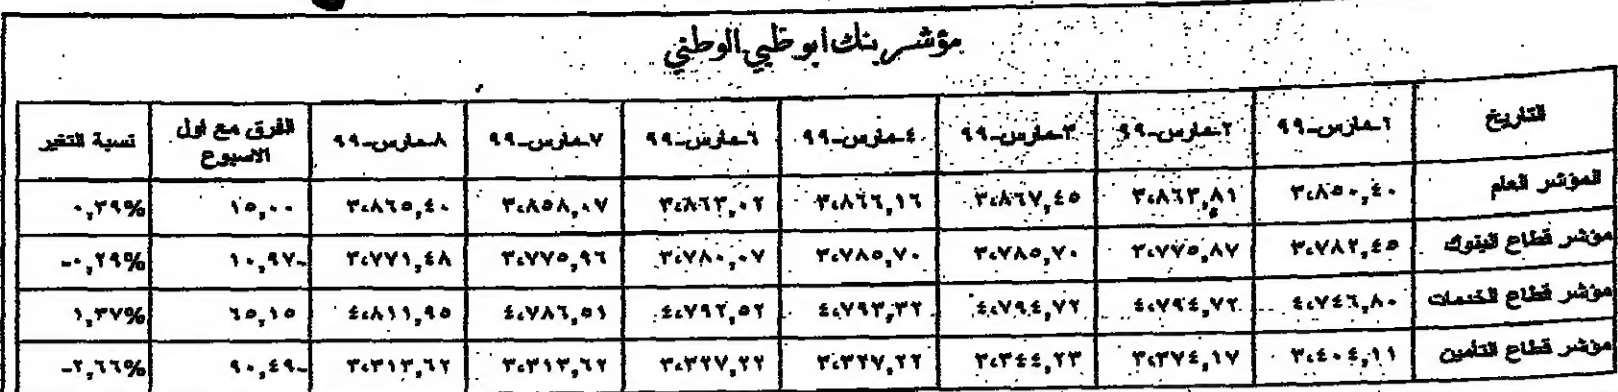 مؤشر بنك ابو ظبي الوطني
التاريخ ٦-مارس-٩٩ ٢-مارس-٩٩ ٣-مارس-٩٩ ٤-مارس-٩٩ ٦-مارس-٩٩ ٧-مارس-٩٩ ٨-مارس-٩٩ الفرق مع اول الاسبوع نسبة التغير
المؤشر العام ٣،٨٥٠,٤٠ ٣،٨٦٣,٨١ ٣،٨٦٧,٤٥ ٣،٨٦٦,١٦ ٣،٨٦٣,٠٢ ٣،٨٥٨,٠٧ ٣،٨٦٥,٤٠ ١٥,٠٠ ٠,٣٩%
مؤشر قطاع البنوك ٣،٧٨٢,٤٥ ٣،٧٧٥,٨٧ ٣،٧٨٥,٧٠ ٣،٧٨٥,٧٠ ٣،٧٨٠,٠٧ ٣،٧٧٥,٩٦ ٣،٧٧١,٤٨ -١٠,٩٧ -٠,٢٩%
مؤشر قطاع الخدمات ٤،٧٤٦,٨٠ ٤،٧٩٤,٧٢ ٤،٧٩٤,٧٢ ٤،٧٩٣,٣٢ ٤،٧٩٢,٥٢ ٤،٧٨٦,٥١ ٤،٨١١,٩٥ ٦٥,١٥ ١,٣٧%
مؤشر قطاع التأمين ٣،٤٠٤,١١ ٣،٣٧٤,١٧ ٣،٣٤٤,٢٣ ٣،٣٢٧,٢٢ ٣،٣٢٧,٢٢ ٣،٣١٣,٦٢ ٣،٣١٣,٦٢ -٩٠,٤٩ -٢,٦٦%